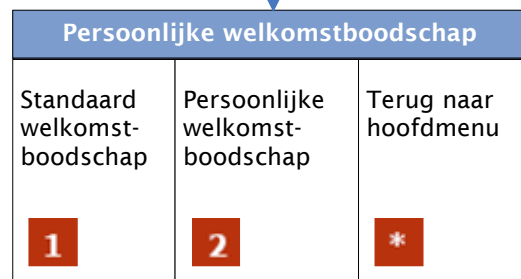 Persoonlijke welkomstboodschap
Standaard
welkomst-
boodschap
1
Persoonlijke
welkomst-
boodschap
2
Terug naar
hoofdmenu
*